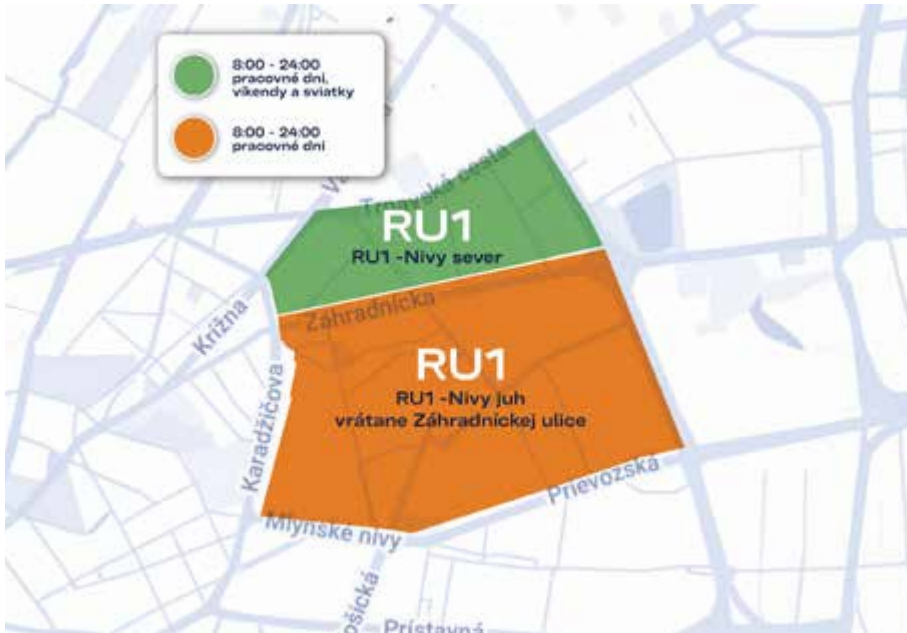 8:00 - 24:00
pracovné dni,
víkendy a sviatky
8:00 - 24:00
pracovné dni
Trnavská cesta
RU1
RU1 -Nivy sever
Záhradnícka
Krížna
RU1
RU1 -Nivy juh
vrátane Záhradníckej ulice
Karadžičova
Prievozská
Mlynské nivy
Prístavná